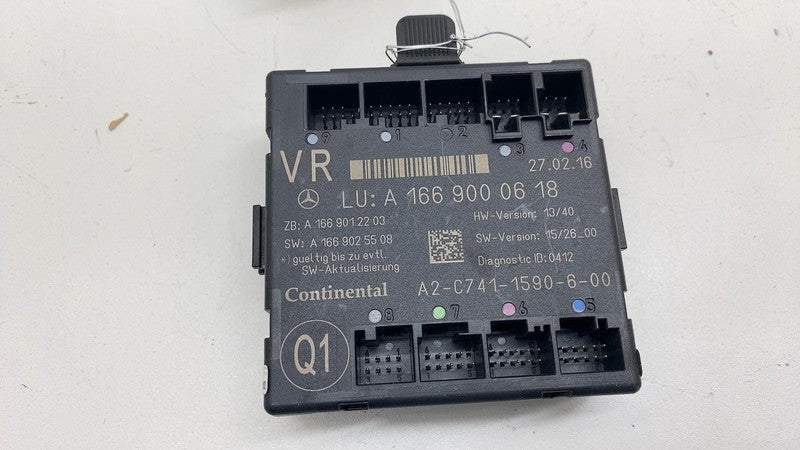 9 1 2 3 4
VR
27.02.16
LU: A 166 900 06 18
ZB: A 166 901 22 03
HW-Version: 13/40
SW: A 166 902 55 08
SW-Version: 15/26_00
*) gueltig bis zu evtl.
SW-Aktualisierung
Diagnostic ID: 0412
Continental
A2-C741-1590-6-00
8 7 6 5
Q1